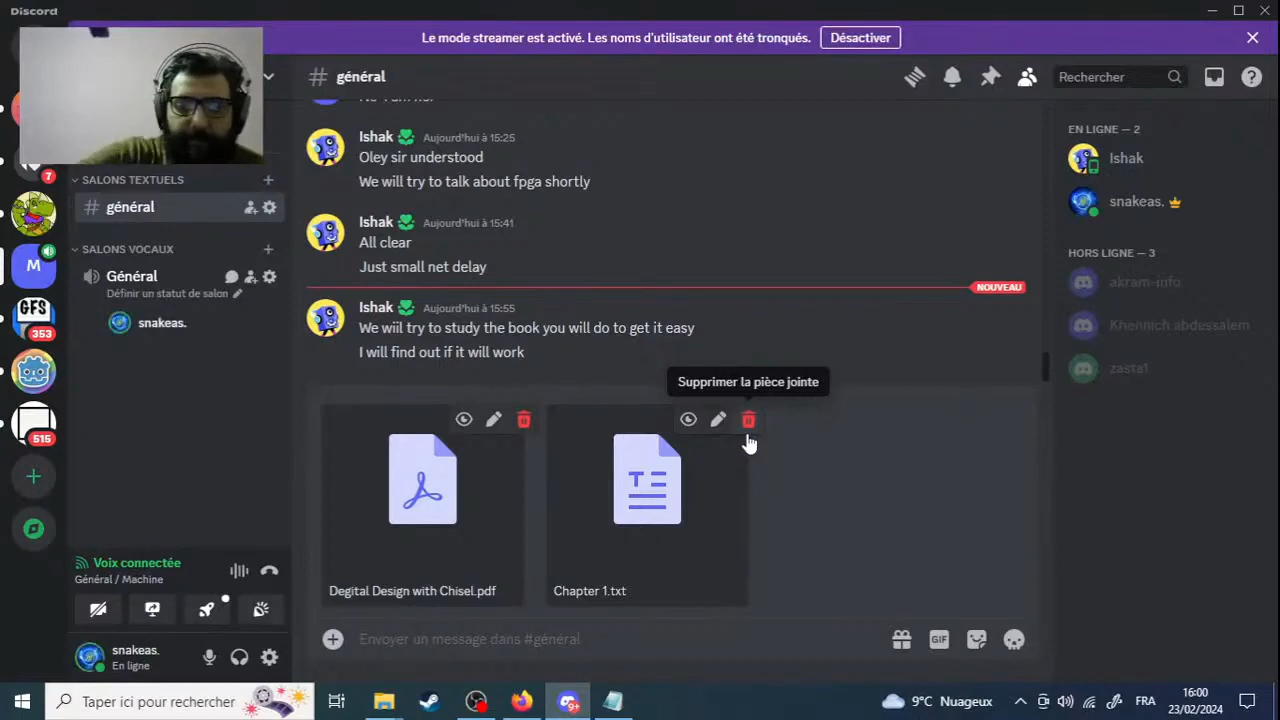 Discord
Le mode streamer est activé. Les noms d'utilisateur ont été tronqués.
Désactiver
général
Rechercher
7
SALONS TEXTUELS
général
SALONS VOCAUX
Général
Définir un statut de salon
snakeas.
M
GFS
353
515
Ishak Aujourd'hui à 15:25
Oley sir understood
We will try to talk about fpga shortly
Ishak Aujourd'hui à 15:41
All clear
Just small net delay
NOUVEAU
Ishak Aujourd'hui à 15:55
We wiil try to study the book you will do to get it easy
I will find out if it will work
Supprimer la pièce jointe
Degital Design with Chisel.pdf
Chapter 1.txt
Envoyer un message dans #général
GIF
EN LIGNE — 2
Ishak
snakeas.
HORS LIGNE — 3
akram-info
Khennich abdessalem
zasta1
Voix connectée
Général / Machine
snakeas.
En ligne
Taper ici pour rechercher
9+
9°C Nuageux
FRA
16:00
23/02/2024